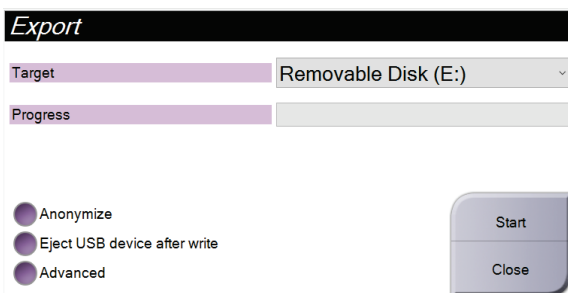 Export
Target
Removable Disk (E:)
Progress
Anonymize
Eject USB device after write
Advanced
Start
Close